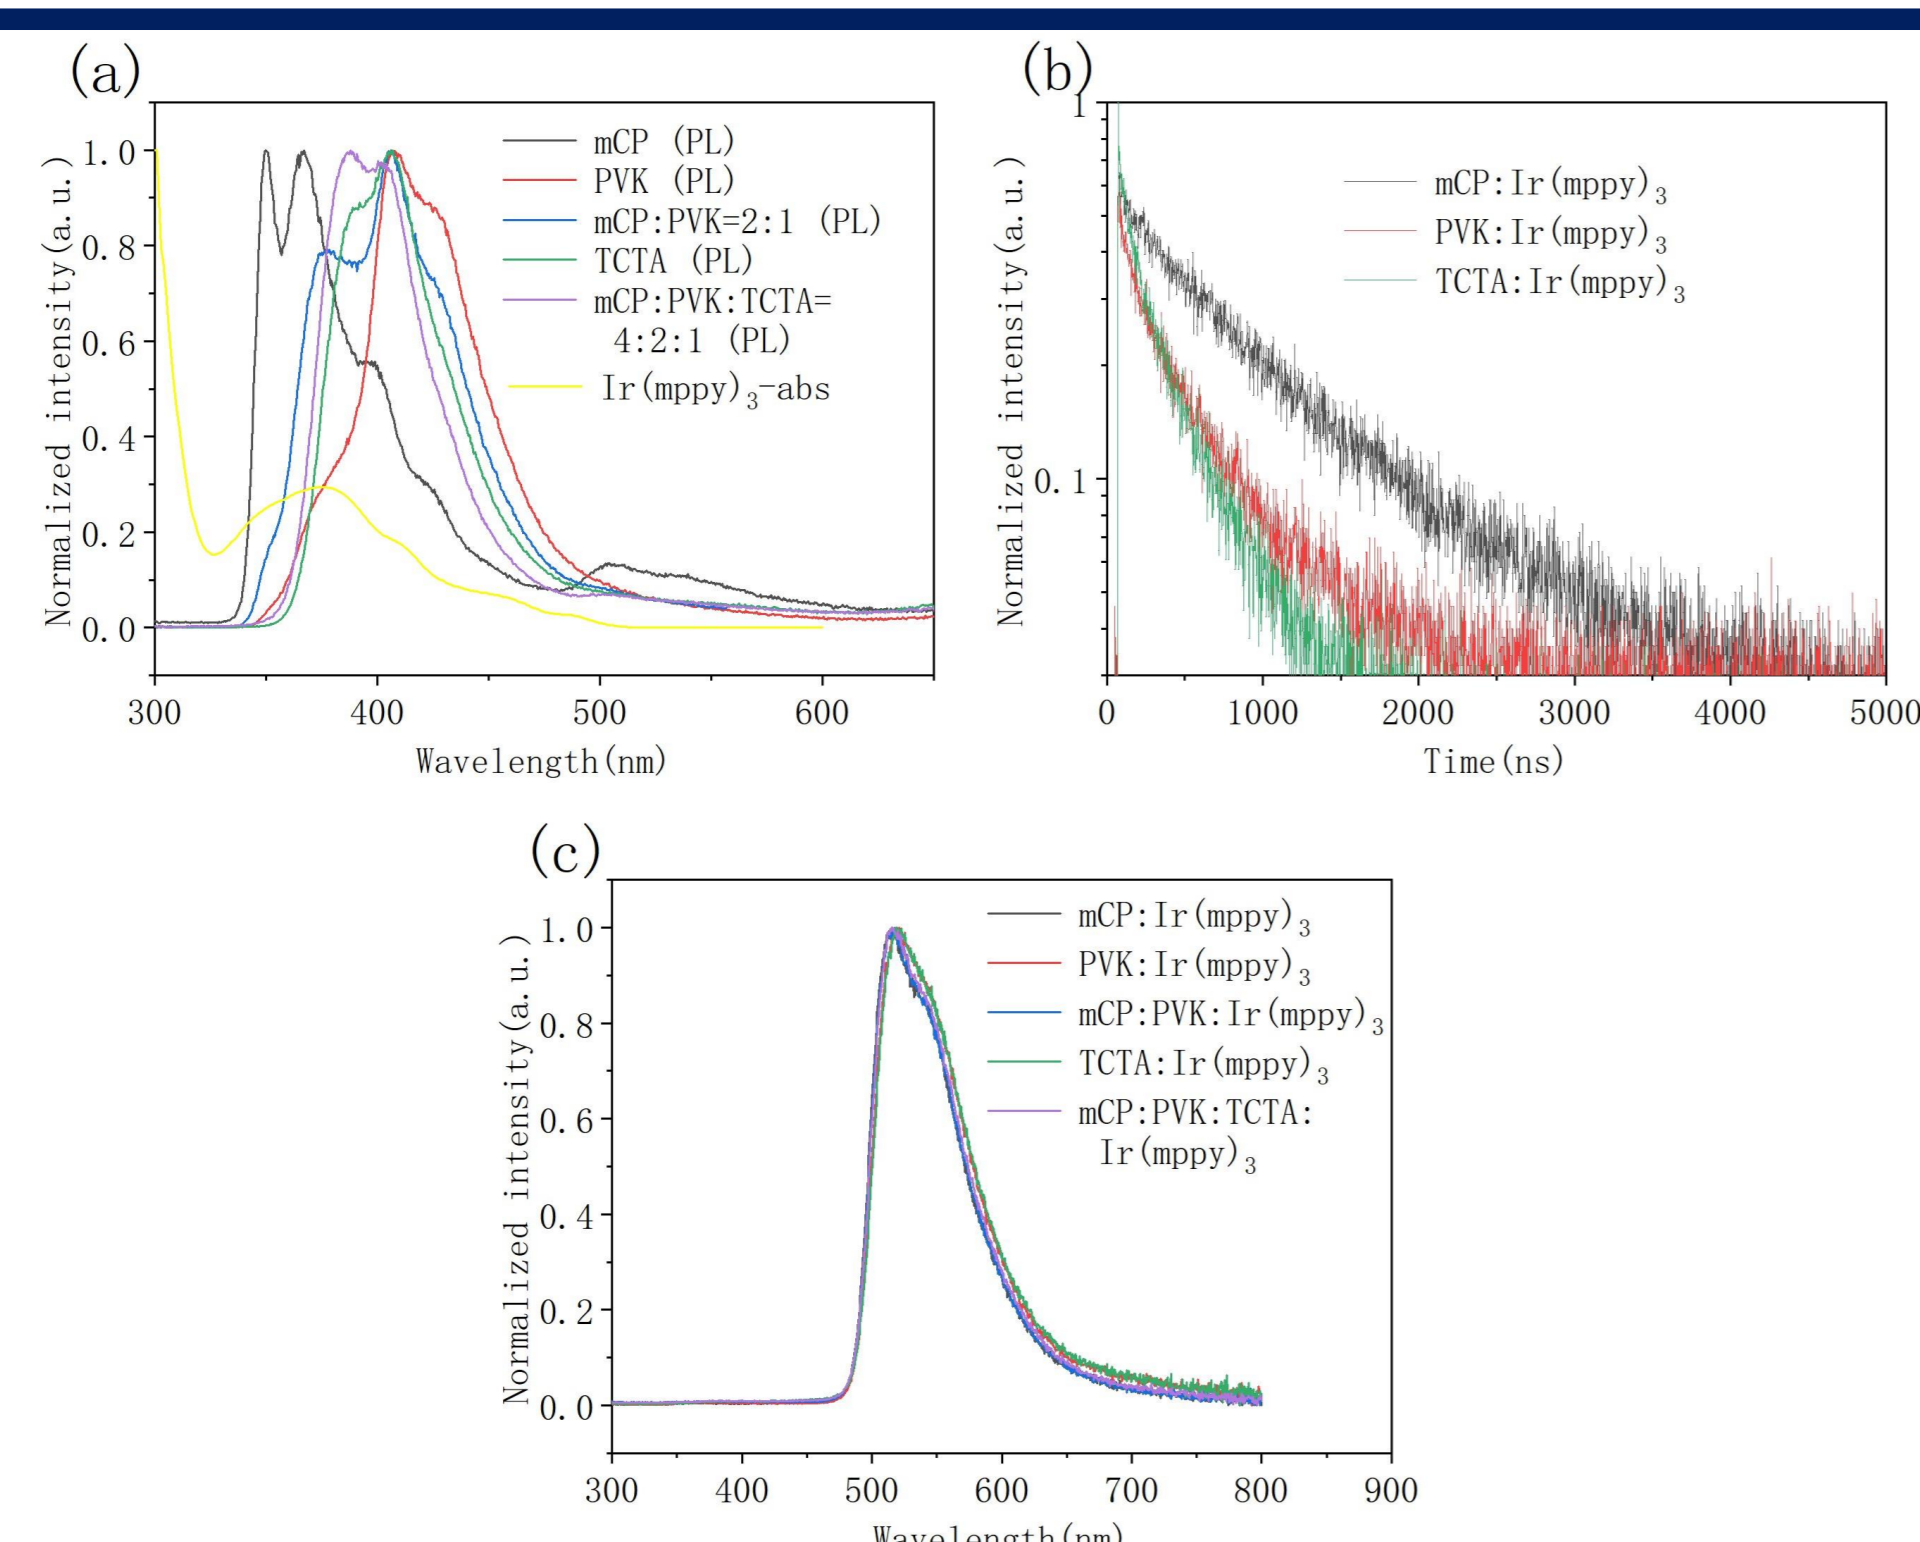 (a)
Normalized intensity(a.u.)
1.0
0.8
0.6
0.4
0.2
0.0
mCP (PL)
PVK (PL)
mCP:PVK=2:1 (PL)
TCTA (PL)
mCP:PVK:TCTA=
4:2:1 (PL)
Ir(mppy)₃-abs
300 400 500 600
Wavelength(nm)
(b)
Normalized intensity(a.u.)
1
0.1
mCP:Ir(mppy)₃
PVK:Ir(mppy)₃
TCTA:Ir(mppy)₃
0 1000 2000 3000 4000 5000
Time(ns)
(c)
Normalized intensity(a.u.)
1.0
0.8
0.6
0.4
0.2
0.0
mCP:Ir(mppy)₃
PVK:Ir(mppy)₃
mCP:PVK:Ir(mppy)₃
TCTA:Ir(mppy)₃
mCP:PVK:TCTA:
Ir(mppy)₃
300 400 500 600 700 800 900
Wavelength(nm)